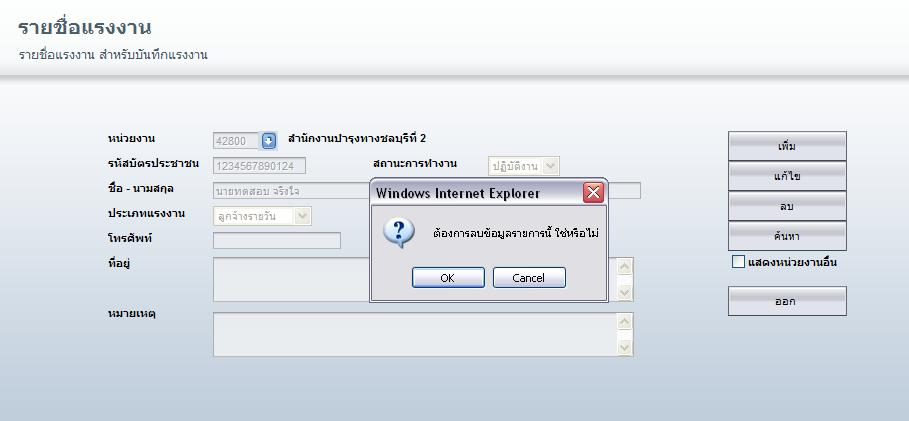 รายชื่อแรงงาน
รายชื่อแรงงาน สำหรับบันทึกแรงงาน
หน่วยงาน 42800 สำนักงานบำรุงทางชลบุรีที่ 2
รหัสบัตรประชาชน 1234567890124 สถานะการทำงาน ปฏิบัติงาน
ชื่อ - นามสกุล นายทดสอบ จริงใจ
ประเภทแรงงาน ลูกจ้างรายวัน
โทรศัพท์
ที่อยู่
หมายเหตุ
Windows Internet Explorer
ต้องการลบข้อมูลรายการนี้ ใช่หรือไม่
OK Cancel
เพิ่ม
แก้ไข
ลบ
ค้นหา
แสดงหน่วยงานอื่น
ออก